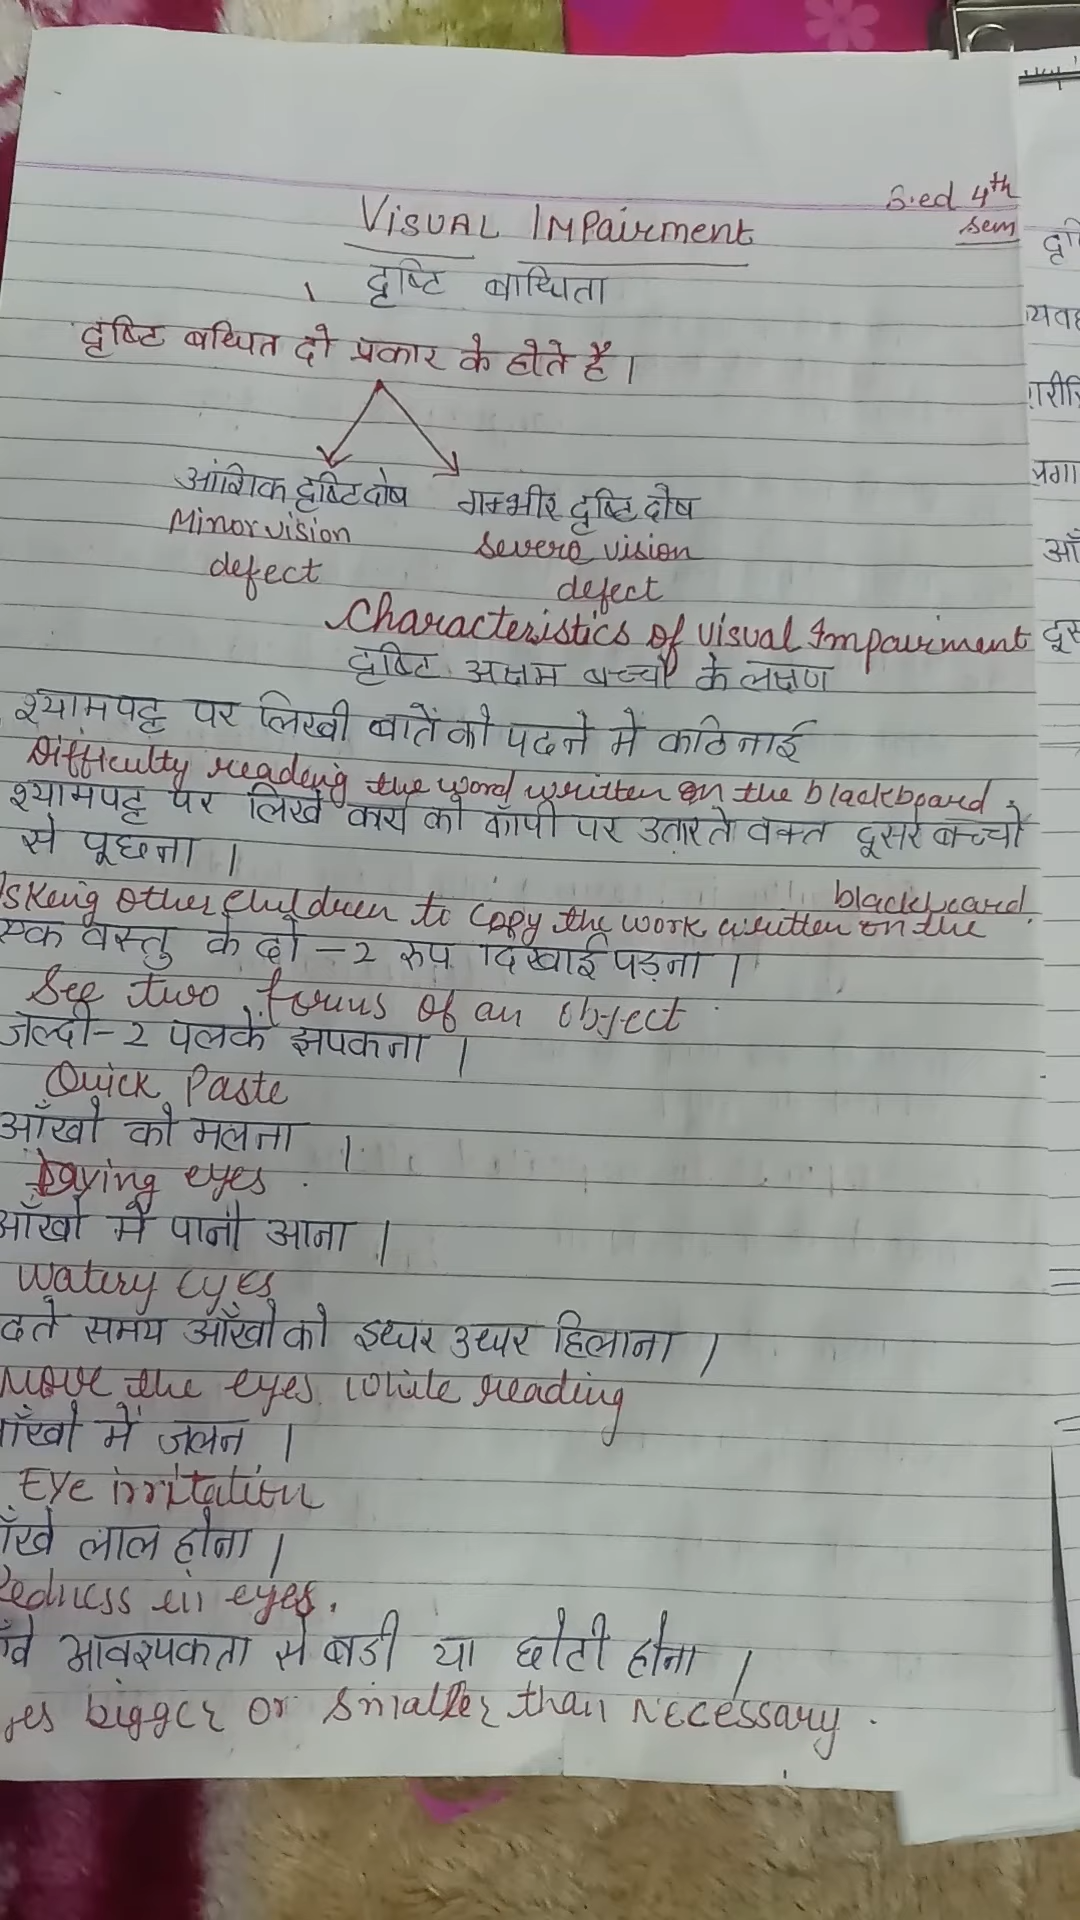 B.ed 4th
sem
VISUAL IMPairment
दृष्टि बाधिता
दृष्टि बधित दो प्रकार के होते है।
आंशिक दृष्टि दोष गम्भीर दृष्टि दोष
Minor vision severe vision
defect defect
Characteristics of visual Impairment
दृष्टि अक्षम बच्चों के लक्षण
श्यामपट्ट पर लिखी बातें को पढने में कठिनाई
Difficulty reading the word written on the blackboard.
श्यामपट्ट पर लिखे कार्य को कॉपी पर उतारते वक्त दूसरे बच्चों
से पूछना।
blackboard.
sking other children to copy the work written on the
एक वस्तु के दो-2 रूप दिखाई पड़ना।
See two forms of an object.
जल्दी-2 पलकें झपकना।
Quick Paste
आँखो को मलना।
eyes.
आँखो में पानी आना।
Watery eyes
ढते समय आँखो को इधर उधर हिलाना।
Move the eyes while reading
ाँखो में जलन।
Eye irritation
ँखे लाल होना।
Redness in eyes.
ँखे आवश्यकता से बडी या छोटी होना।
yes bigger or smaller than necessary.